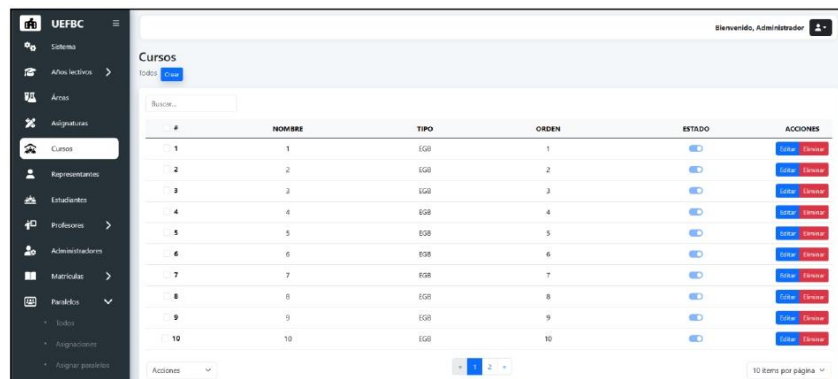 UEFBC
Bienvenido, Administrador
Sistema
Años lectivos
Áreas
Asignaturas
Cursos
Representantes
Estudiantes
Profesores
Administradores
Matrículas
Paralelos
Todos
Asignaciones
Asignar paralelos
Cursos
Todos Crear
Buscar...
# NOMBRE TIPO ORDEN ESTADO ACCIONES
1 1 EGB 1 Editar Eliminar
2 2 EGB 2 Editar Eliminar
3 3 EGB 3 Editar Eliminar
4 4 EGB 4 Editar Eliminar
5 5 EGB 5 Editar Eliminar
6 6 EGB 6 Editar Eliminar
7 7 EGB 7 Editar Eliminar
8 8 EGB 8 Editar Eliminar
9 9 EGB 9 Editar Eliminar
10 10 EGB 10 Editar Eliminar
Acciones « 1 2 » 10 items por página